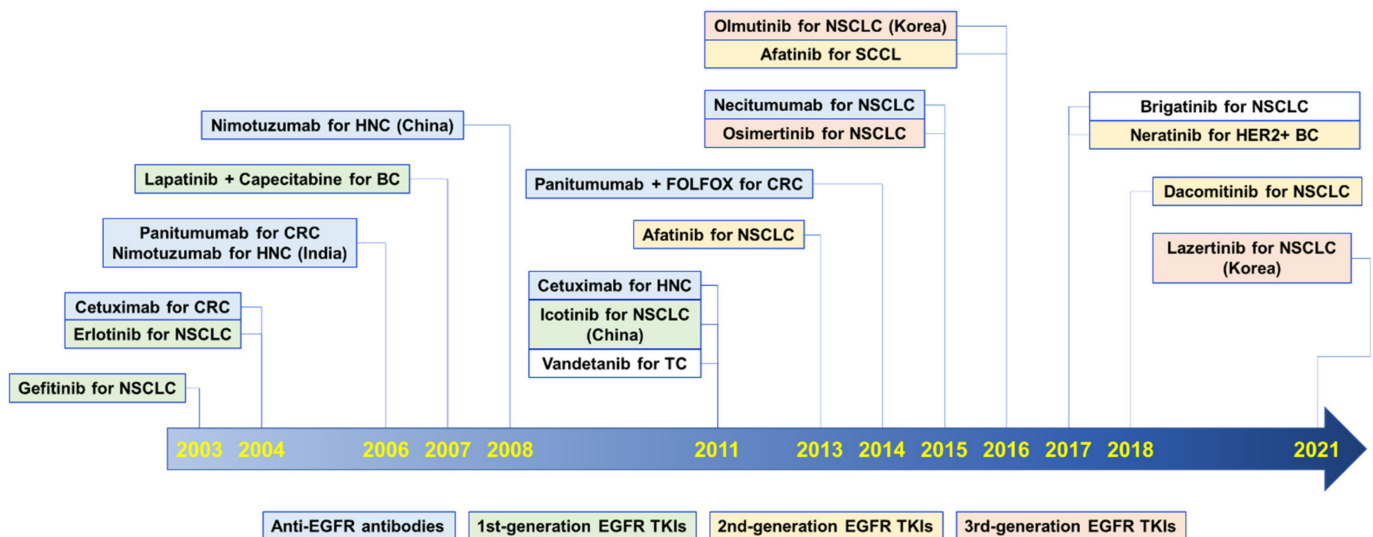 Olmutinib for NSCLC (Korea)
Afatinib for SCCL
Necitumumab for NSCLC
Osimertinib for NSCLC
Brigatinib for NSCLC
Neratinib for HER2+ BC
Nimotuzumab for HNC (China)
Lapatinib + Capecitabine for BC
Panitumumab + FOLFOX for CRC
Dacomitinib for NSCLC
Panitumumab for CRC
Nimotuzumab for HNC (India)
Afatinib for NSCLC
Lazertinib for NSCLC
(Korea)
Cetuximab for CRC
Erlotinib for NSCLC
Cetuximab for HNC
Icotinib for NSCLC
(China)
Vandetanib for TC
Gefitinib for NSCLC
2003 2004 2006 2007 2008 2011 2013 2014 2015 2016 2017 2018 2021
Anti-EGFR antibodies 1st-generation EGFR TKIs 2nd-generation EGFR TKIs 3rd-generation EGFR TKIs